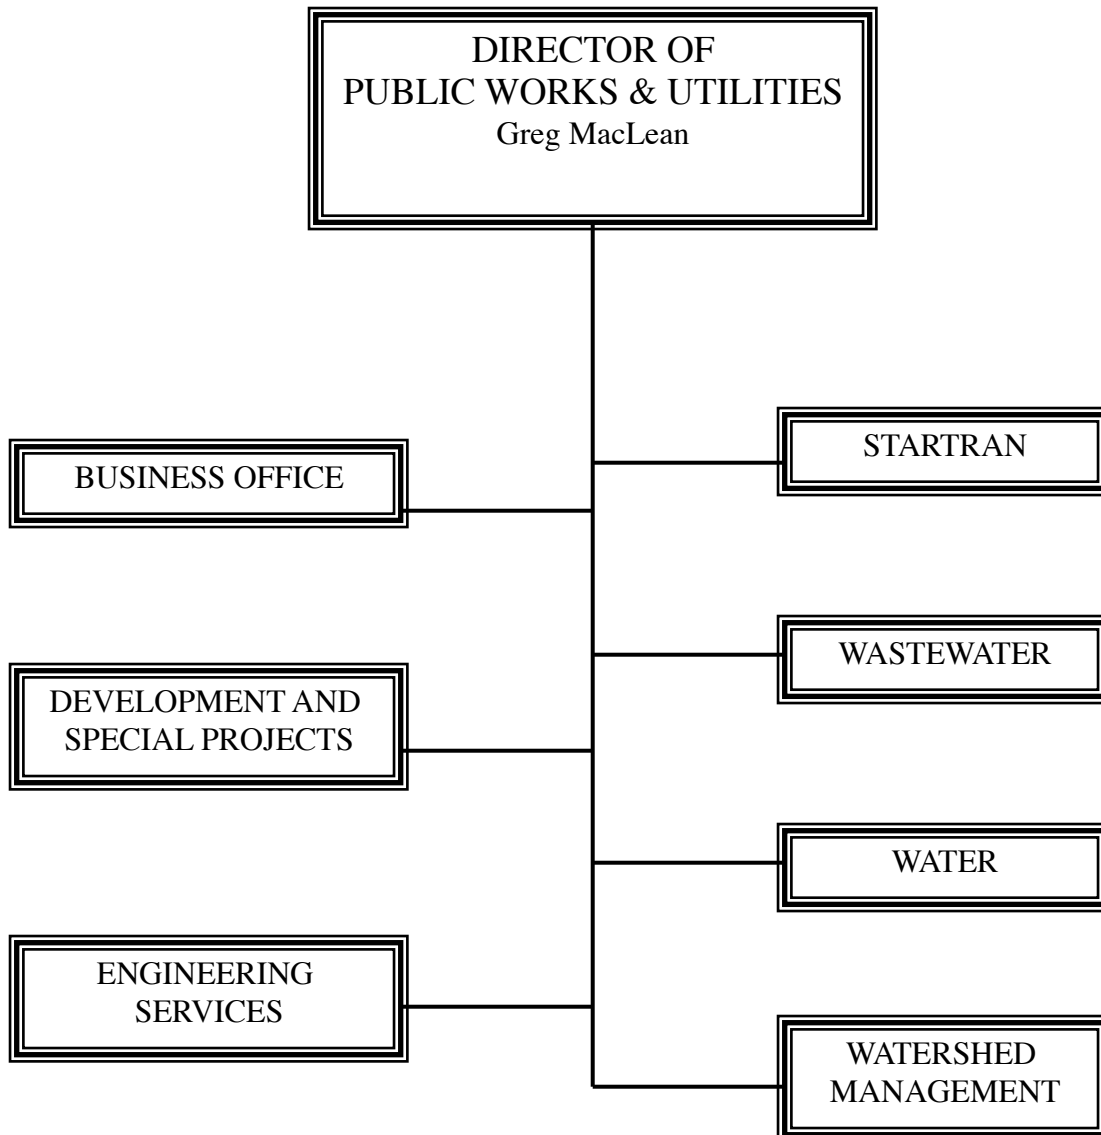 DIRECTOR OF
PUBLIC WORKS & UTILITIES
Greg MacLean
BUSINESS OFFICE
DEVELOPMENT AND
SPECIAL PROJECTS
ENGINEERING
SERVICES
STARTRAN
WASTEWATER
WATER
WATERSHED
MANAGEMENT